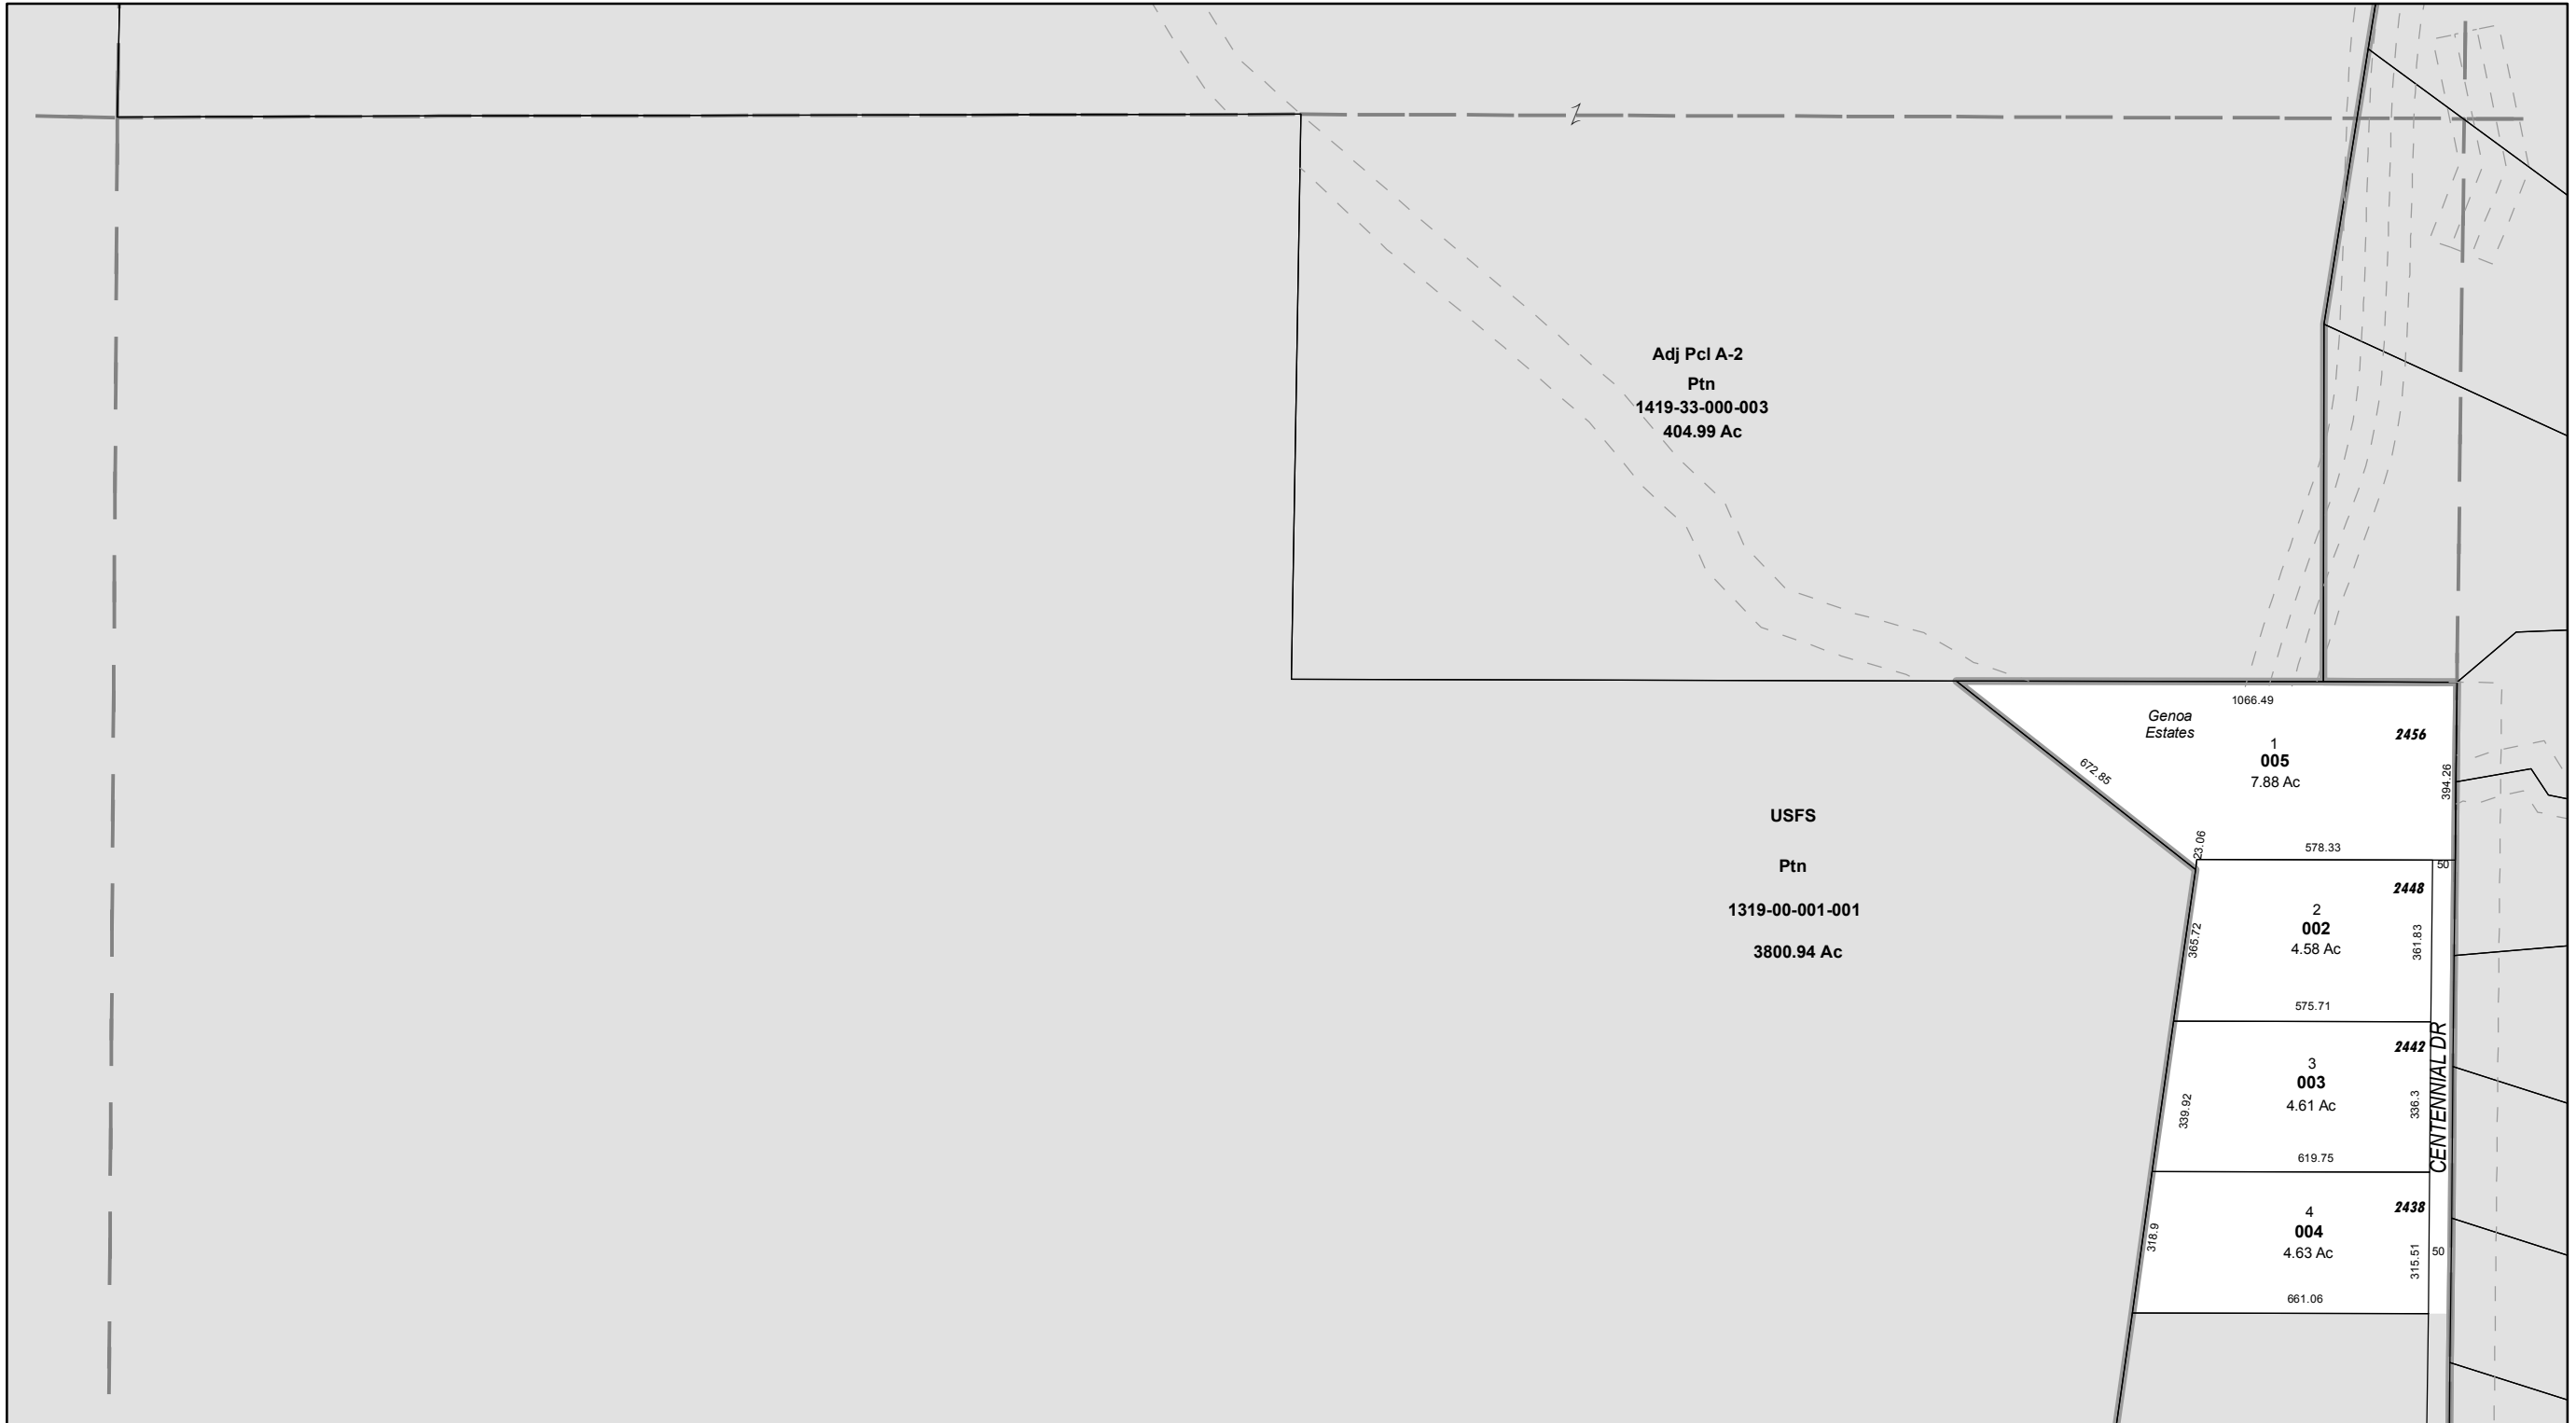 Adj Pcl A-2
Ptn
1419-33-000-003
404.99 Ac
1066.49
Genoa
Estates
2456
1
005
7.88 Ac
672.85
394.26
23.06
578.33
50
USFS
Ptn
1319-00-001-001
3800.94 Ac
2448
2
002
4.58 Ac
365.72
361.83
575.71
2442
3
003
4.61 Ac
339.92
336.3
CENTENNIAL DR
619.75
2438
4
004
4.63 Ac
318.9
315.51
50
661.06